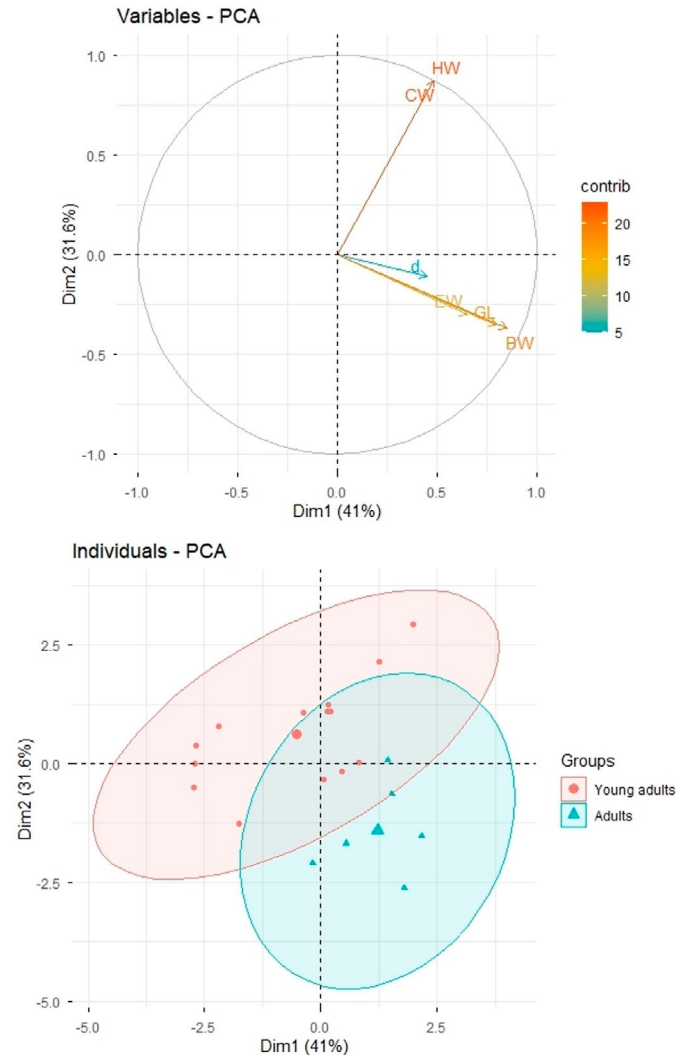 Variables - PCA
1.0
0.5
0.0
-0.5
-1.0
Dim2 (31.6%)
HW
CW
d
EW
GL
BW
-1.0 -0.5 0.0 0.5 1.0
Dim1 (41%)
contrib
20
15
10
5
Individuals - PCA
2.5
0.0
-2.5
-5.0
Dim2 (31.6%)
-5.0 -2.5 0.0 2.5
Dim1 (41%)
Groups
Young adults
Adults